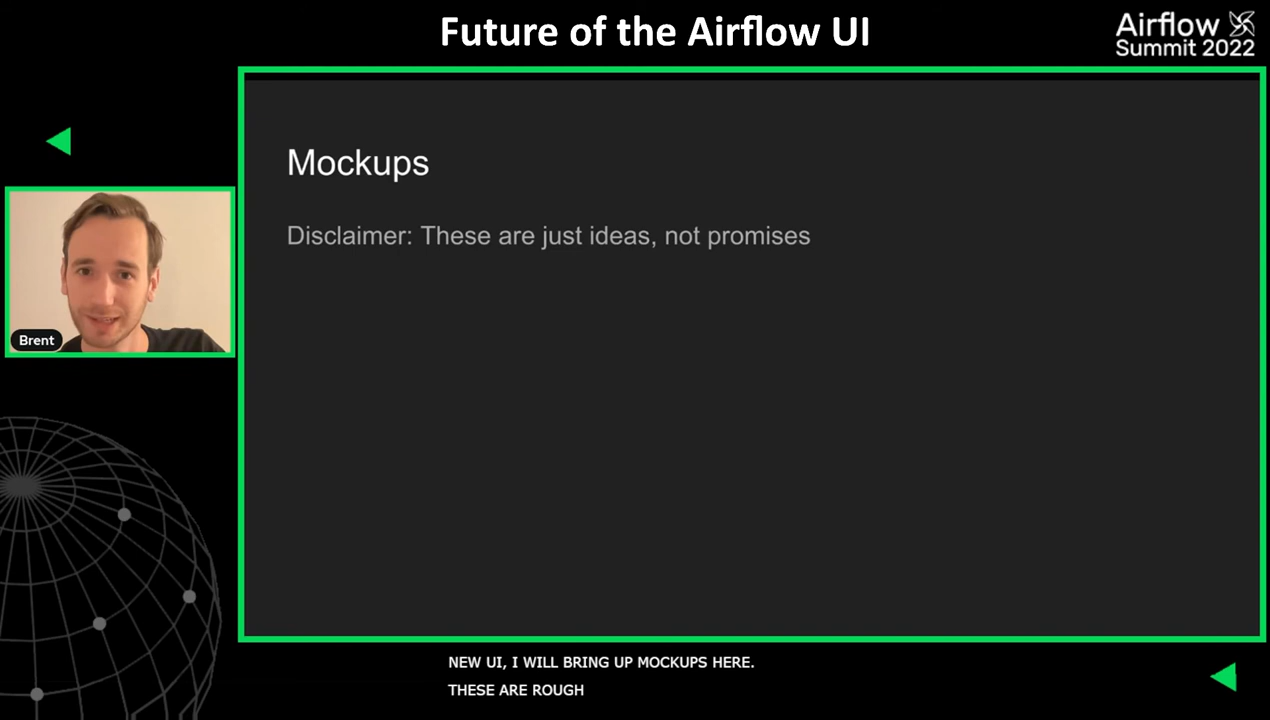 Future of the Airflow UI
Airflow
Summit 2022
Mockups
Disclaimer: These are just ideas, not promises
Brent
NEW UI, I WILL BRING UP MOCKUPS HERE.
THESE ARE ROUGH